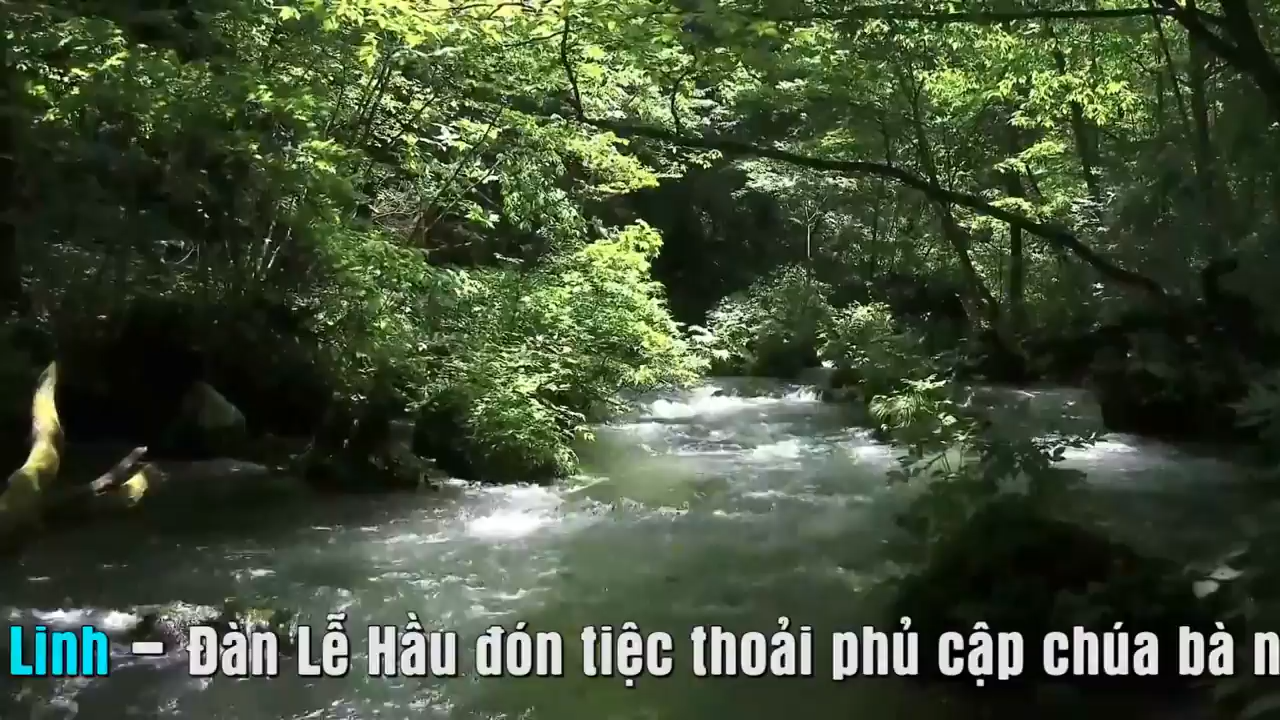 Linh – Đàn Lễ Hầu đón tiệc thoải phủ cập chúa bà